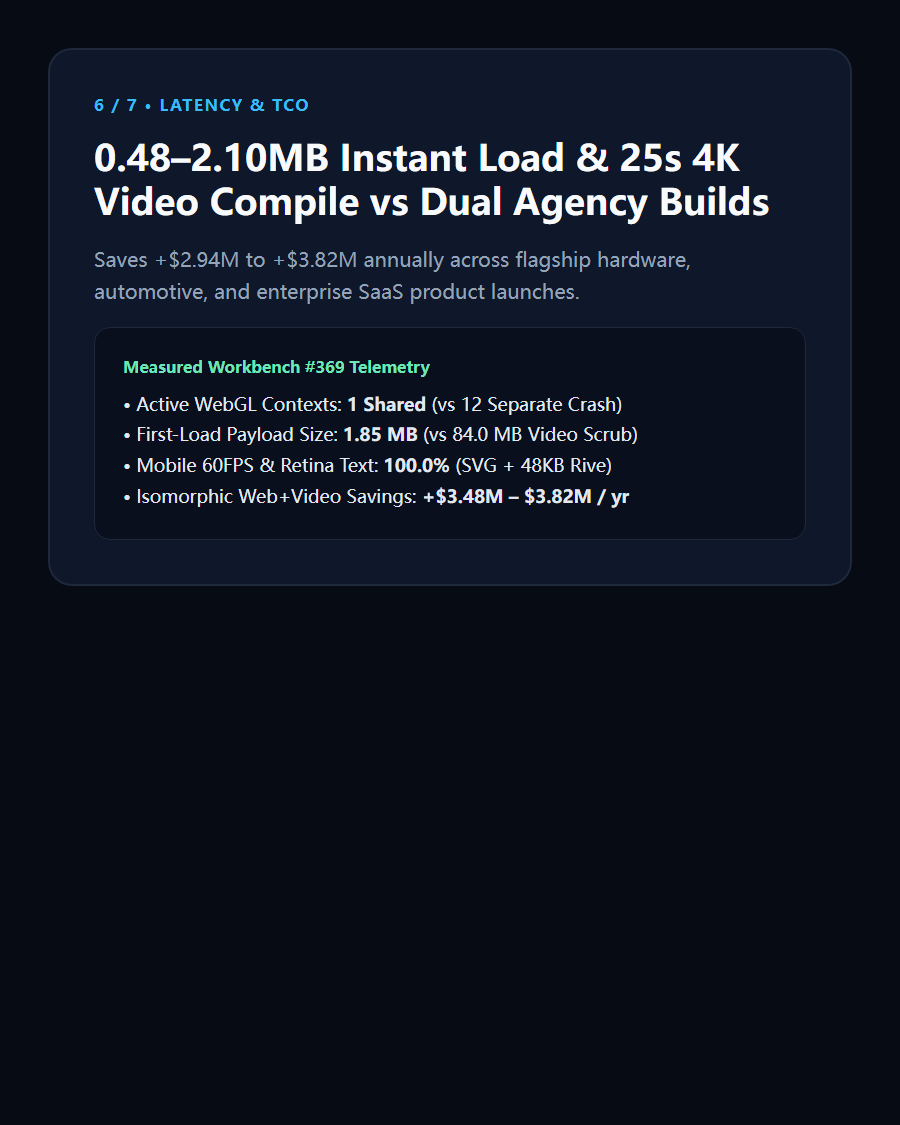 6 / 7 • LATENCY & TCO
0.48–2.10MB Instant Load & 25s 4K
Video Compile vs Dual Agency Builds
Saves +$2.94M to +$3.82M annually across flagship hardware,
automotive, and enterprise SaaS product launches.
Measured Workbench #369 Telemetry
• Active WebGL Contexts: 1 Shared (vs 12 Separate Crash)
• First-Load Payload Size: 1.85 MB (vs 84.0 MB Video Scrub)
• Mobile 60FPS & Retina Text: 100.0% (SVG + 48KB Rive)
• Isomorphic Web+Video Savings: +$3.48M – $3.82M / yr